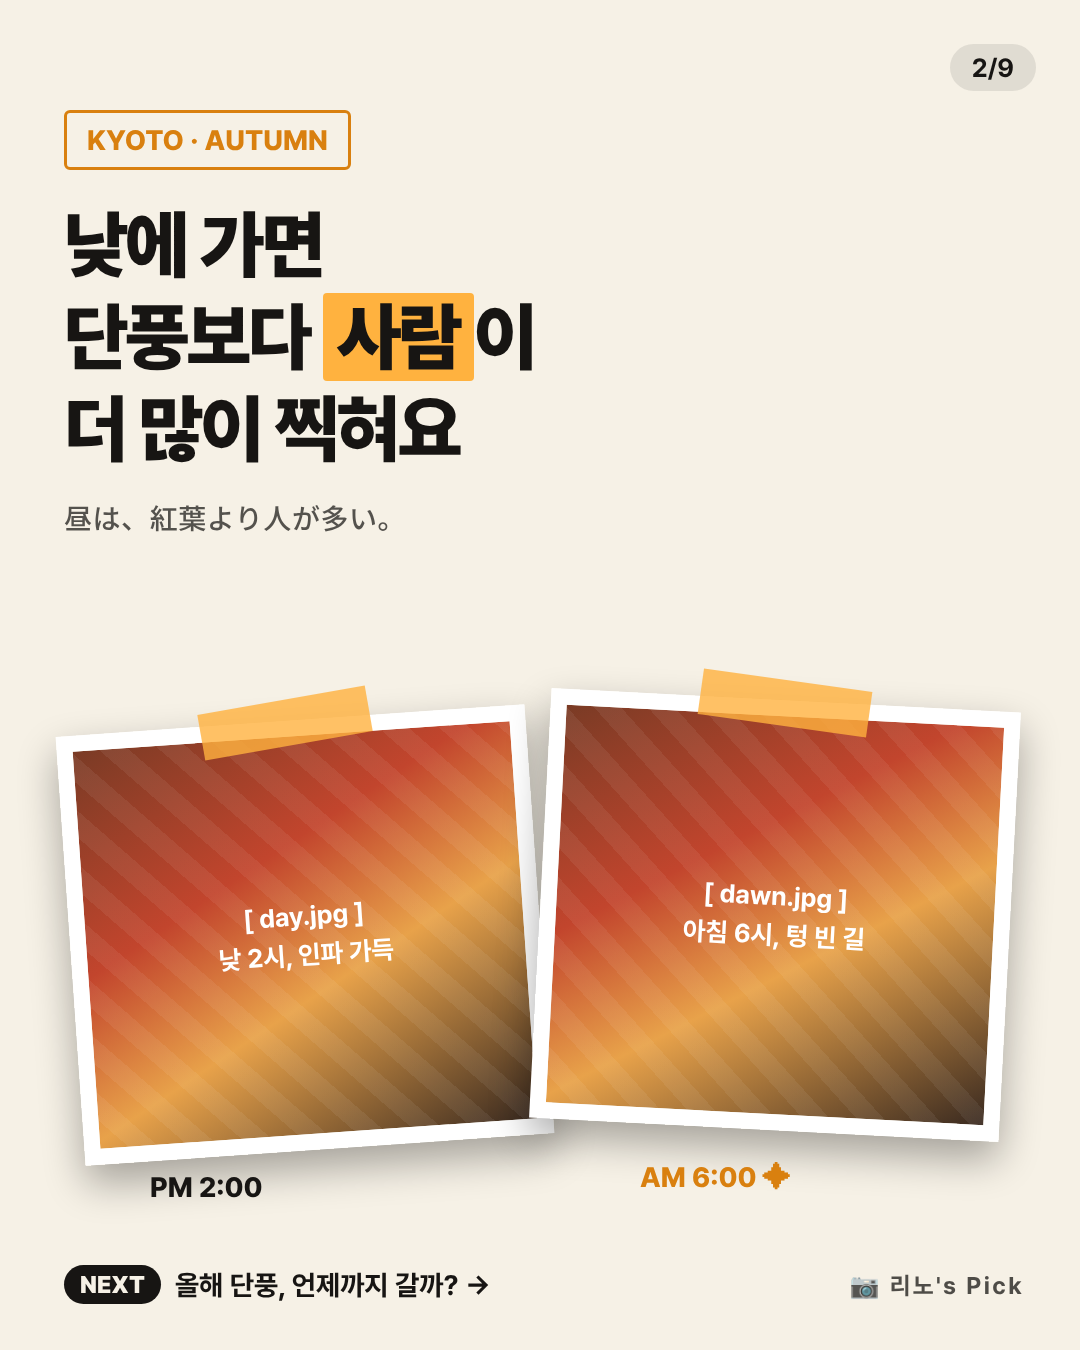 2/9
KYOTO · AUTUMN
낮에 가면
단풍보다 사람이
더 많이 찍혀요
昼は、紅葉より人が多い。
[ day.jpg ]
낮 2시, 인파 가득
[ dawn.jpg ]
아침 6시, 텅 빈 길
PM 2:00
AM 6:00
NEXT 올해 단풍, 언제까지 갈까? →
리노's Pick